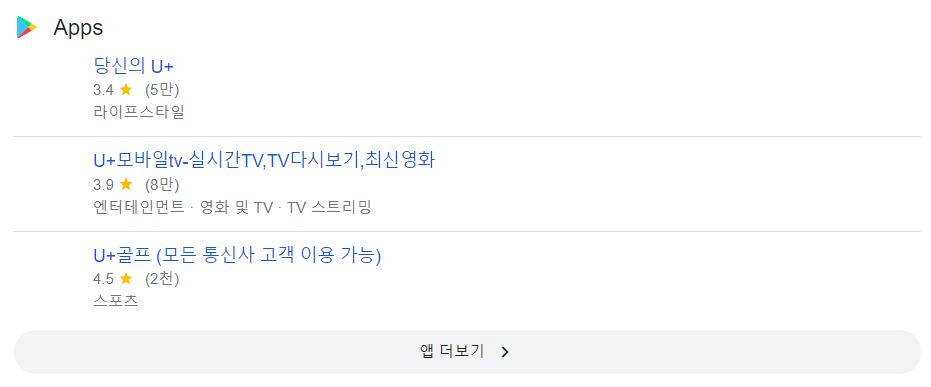 Apps
당신의 U+
3.4 ★ (5만)
라이프스타일
U+모바일tv-실시간TV,TV다시보기,최신영화
3.9 ★ (8만)
엔터테인먼트 · 영화 및 TV · TV 스트리밍
U+골프 (모든 통신사 고객 이용 가능)
4.5 ★ (2천)
스포츠
앱 더보기